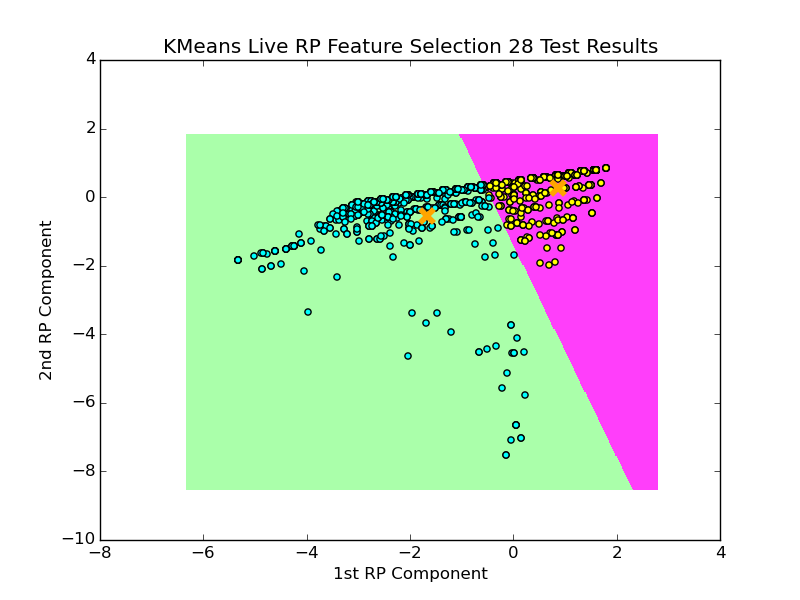 KMeans Live RP Feature Selection 28 Test Results
4
2
0
−2
−4
−6
−8
−10
2nd RP Component
−8 −6 −4 −2 0 2 4
1st RP Component